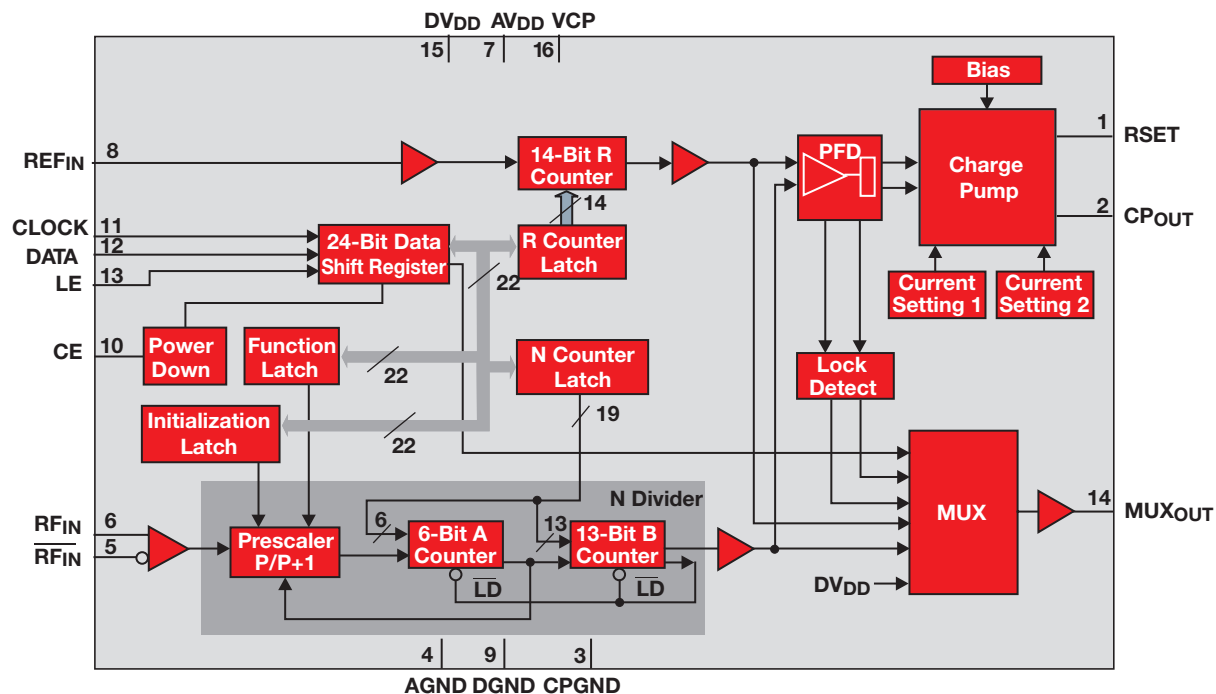 DVDD AVDD VCP
15 7 16
Bias
REFIN 8
14-Bit R
Counter
PFD
Charge
Pump
1 RSET
2 CPOUT
14
CLOCK 11
DATA 12
LE 13
24-Bit Data
Shift Register
R Counter
Latch
22
Current
Setting 1
Current
Setting 2
CE 10
Power
Down
Function
Latch
22
N Counter
Latch
Lock
Detect
Initialization
Latch
22
19
N Divider
MUX
14 MUXOUT
RFIN 6
RFIN 5
Prescaler
P/P+1
6
6-Bit A
Counter
LD
13
13-Bit B
Counter
LD
DVDD
4 9 3
AGND DGND CPGND